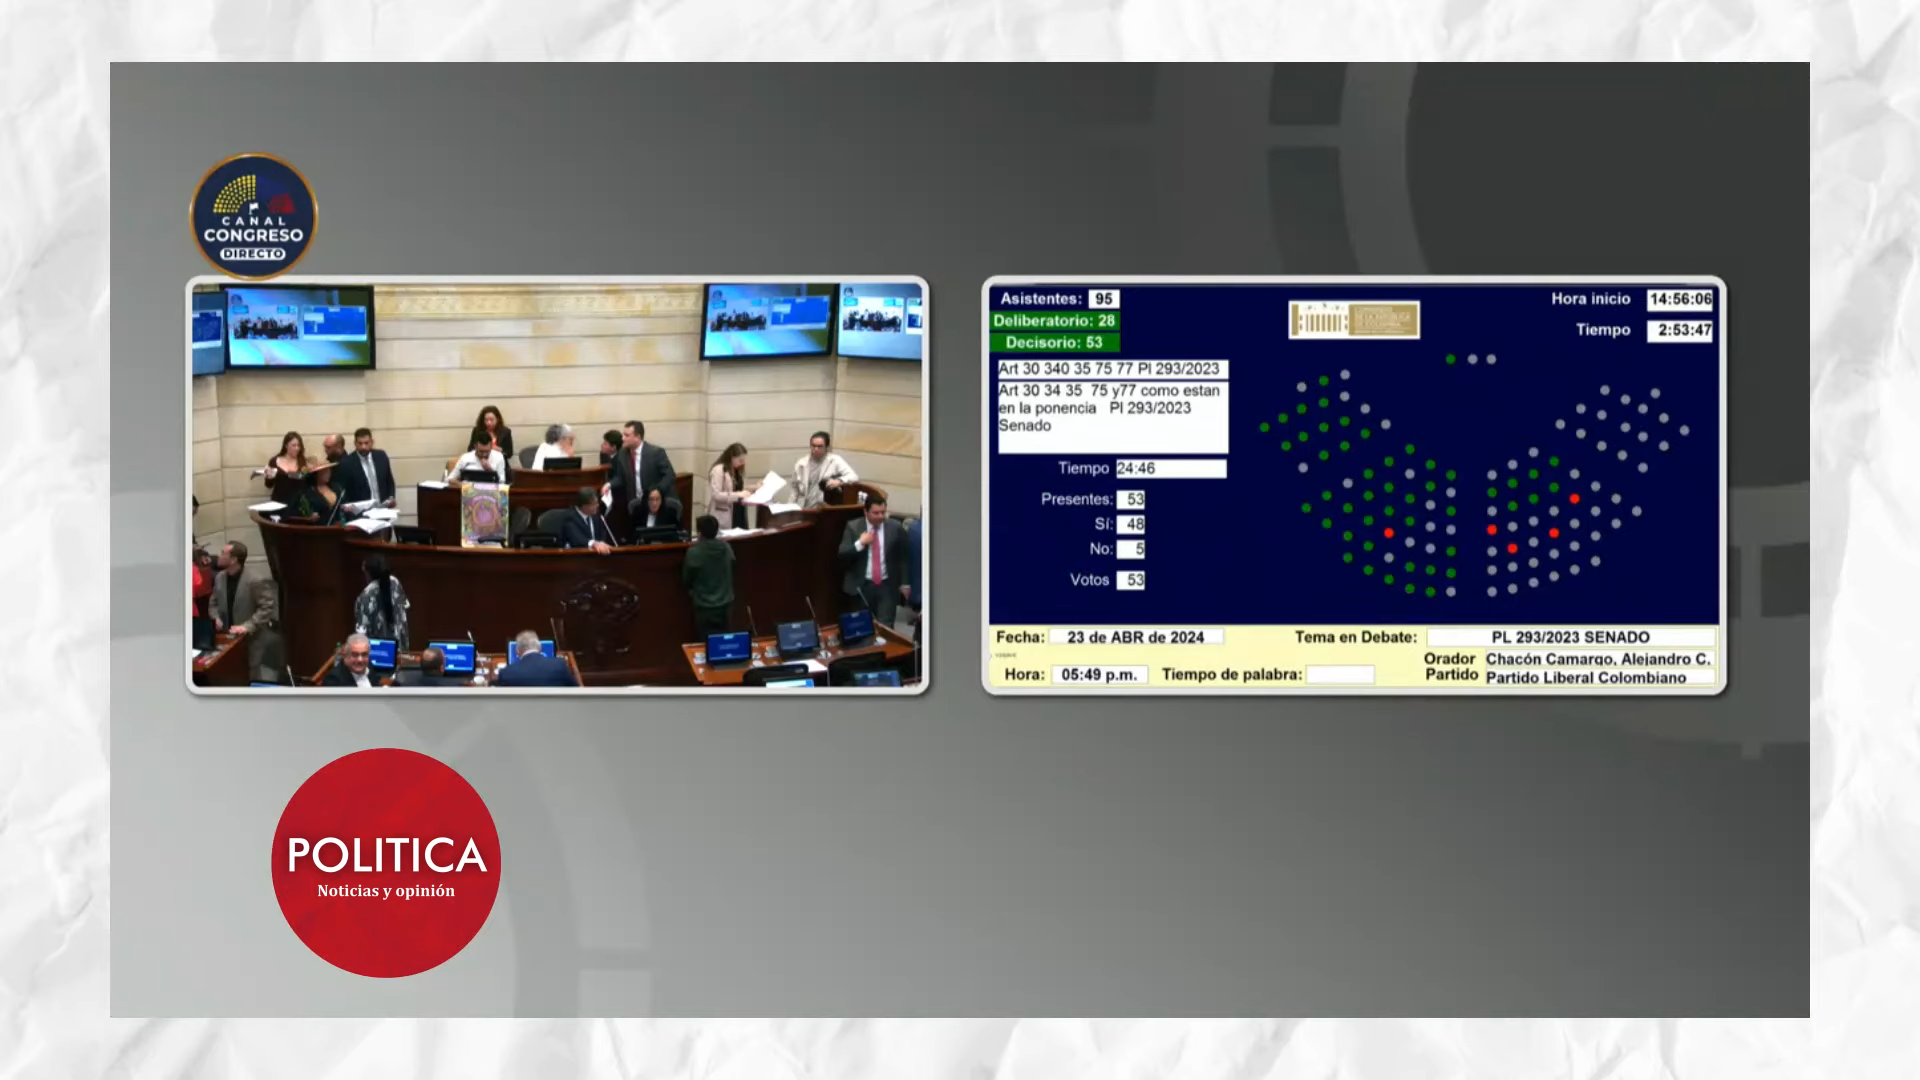 CANAL
CONGRESO
DIRECTO
Asistentes: 95
Deliberatorio: 28
Decisorio: 53
Hora inicio 14:56:06
Tiempo 2:53:47
Art 30 340 35 75 77 Pl 293/2023
Art 30 34 35 75 y77 como estan
en la ponencia Pl 293/2023
Senado
Tiempo 24:46
Presentes: 53
Sí: 48
No: 5
Votos 53
Fecha: 23 de ABR de 2024
Tema en Debate: PL 293/2023 SENADO
Hora: 05:49 p.m.
Tiempo de palabra:
Orador Chacón Camargo, Alejandro C.
Partido Partido Liberal Colombiano
POLITICA
Noticias y opinión